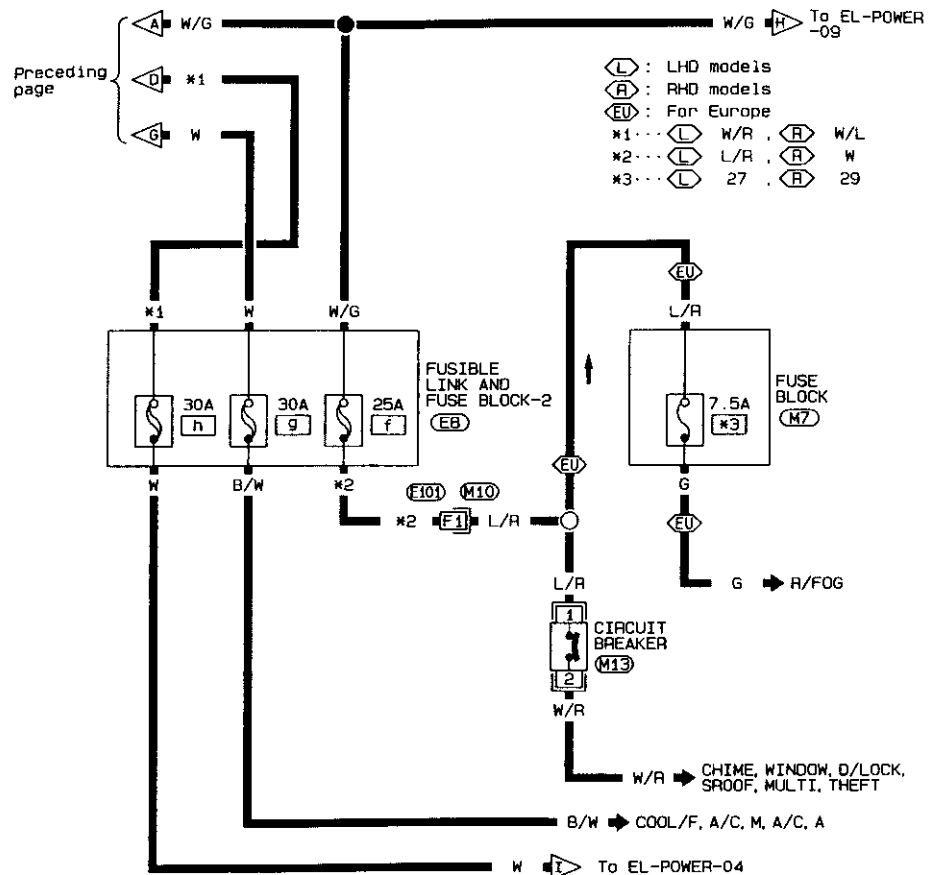 A W/G W/G H To EL-POWER
-09
Preceding
page
D *1
G W
L : LHD models
R : RHD models
EU : For Europe
*1··· L W/R , R W/L
*2··· L L/R , R W
*3··· L 27 , R 29
EU
*1 W W/G L/R
FUSIBLE
LINK AND
FUSE BLOCK-2
E8
30A h 30A g 25A f
FUSE
BLOCK
M7
7.5A
*3
EU
W B/W *2 G
E101 M10
*2 F1 L/R
EU
G R/FOG
L/R
1
CIRCUIT
BREAKER
M13
2
W/R
W/R CHIME, WINDOW, D/LOCK,
SROOF, MULTI, THEFT
B/W COOL/F, A/C, M, A/C, A
W I To EL-POWER-04